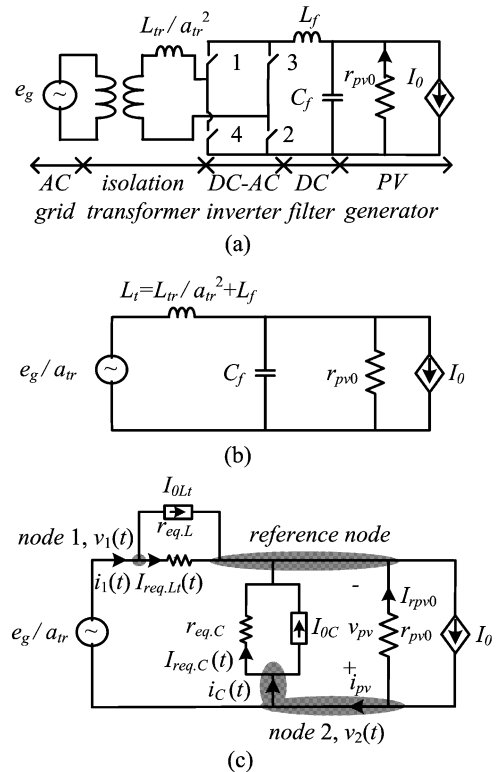 L_tr/a_tr^2
L_f
1
3
e_g
~
C_f
r_pv0
I_0
4
2
AC isolation DC-AC DC PV
grid transformer inverter filter generator
(a)
L_t=L_tr/a_tr^2+L_f
e_g/a_tr
~
C_f
r_pv0
I_0
(b)
I_0Lt
r_eq.L
node 1, v_1(t)
reference node
i_1(t) I_req.Lt(t)
-
I_rpv0
e_g/a_tr
~
r_eq.C
I_0C
v_pv
r_pv0
I_0
I_req.C(t)
+
i_C(t)
i_pv
node 2, v_2(t)
(c)